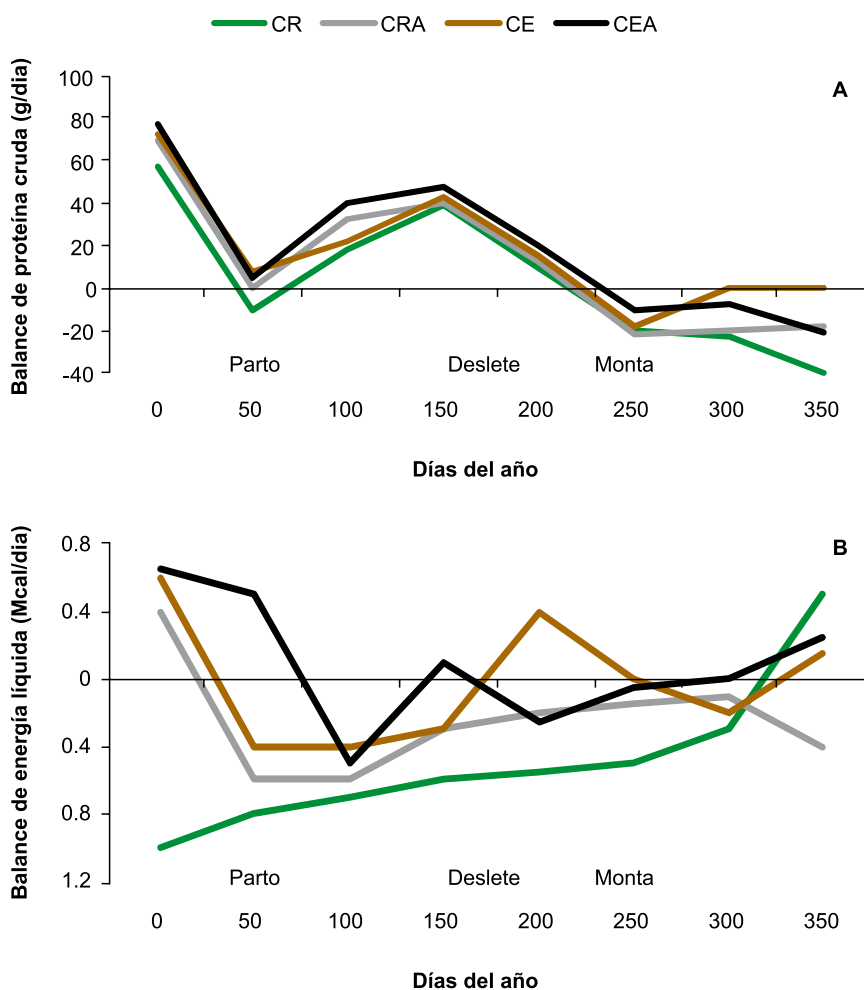 CR CRA CE CEA
A
Balance de proteína cruda (g/dia)
100
80
60
40
20
0
-20
-40
Parto Deslete Monta
0 50 100 150 200 250 300 350
Días del año
B
Balance de energía líquida (Mcal/dia)
0.8
0.4
0
0.4
0.8
1.2
Parto Deslete Monta
0 50 100 150 200 250 300 350
Días del año